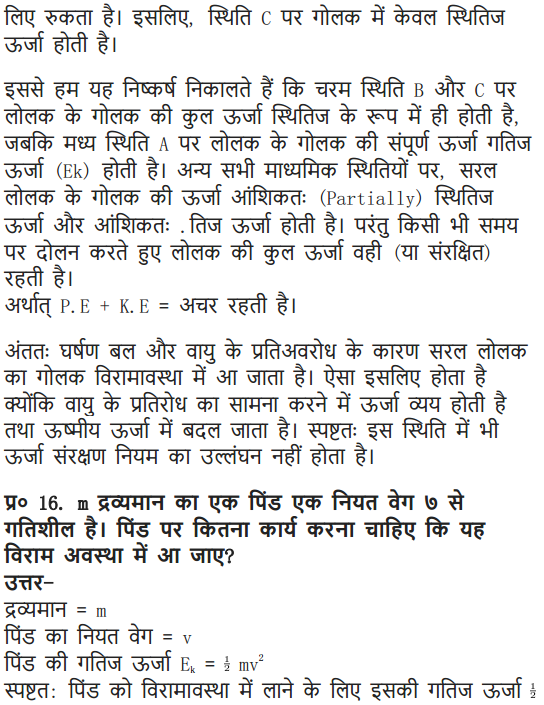 लिए रुकता है। इसलिए, स्थिति C पर गोलक में केवल स्थितिज
ऊर्जा होती है।
इससे हम यह निष्कर्ष निकालते हैं कि चरम स्थिति B और C पर
लोलक के गोलक की कुल ऊर्जा स्थितिज के रूप में ही होती है,
जबकि मध्य स्थिति A पर लोलक के गोलक की संपूर्ण ऊर्जा गतिज
ऊर्जा (Ek) होती है। अन्य सभी माध्यमिक स्थितियों पर, सरल
लोलक के गोलक की ऊर्जा आंशिकतः (Partially) स्थितिज
ऊर्जा और आंशिकतः .तिज ऊर्जा होती है। परंतु किसी भी समय
पर दोलन करते हुए लोलक की कुल ऊर्जा वही (या संरक्षित)
रहती है।
अर्थात् P.E + K.E = अचर रहती है।
अंततः घर्षण बल और वायु के प्रतिअवरोध के कारण सरल लोलक
का गोलक विरामावस्था में आ जाता है। ऐसा इसलिए होता है
क्योंकि वायु के प्रतिरोध का सामना करने में ऊर्जा व्यय होती है
तथा ऊष्मीय ऊर्जा में बदल जाता है। स्पष्टतः इस स्थिति में भी
ऊर्जा संरक्षण नियम का उल्लंघन नहीं होता है।
प्र० 16. m द्रव्यमान का एक पिंड एक नियत वेग ७ से
गतिशील है। पिंड पर कितना कार्य करना चाहिए कि यह
विराम अवस्था में आ जाए?
उत्तर-
द्रव्यमान = m
पिंड का नियत वेग = v
पिंड की गतिज ऊर्जा Eₖ = ½ mv²
स्पष्टत: पिंड को विरामावस्था में लाने के लिए इसकी गतिज ऊर्जा ½